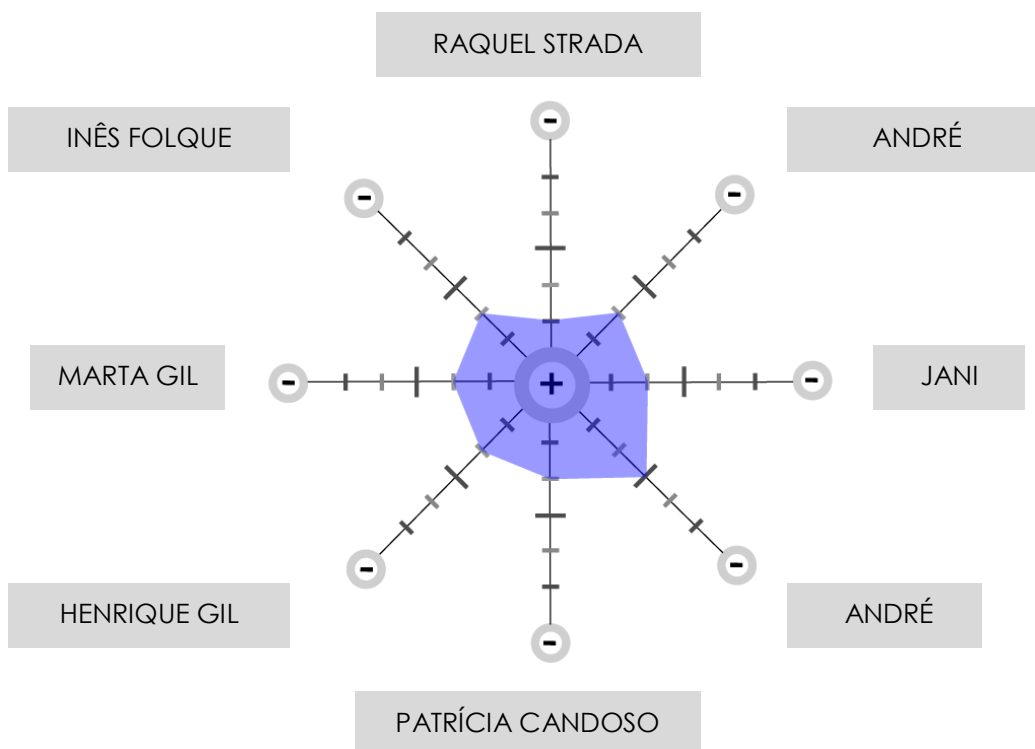 RAQUEL STRADA
INÊS FOLQUE
ANDRÉ
MARTA GIL
JANI
HENRIQUE GIL
ANDRÉ
PATRÍCIA CANDOSO